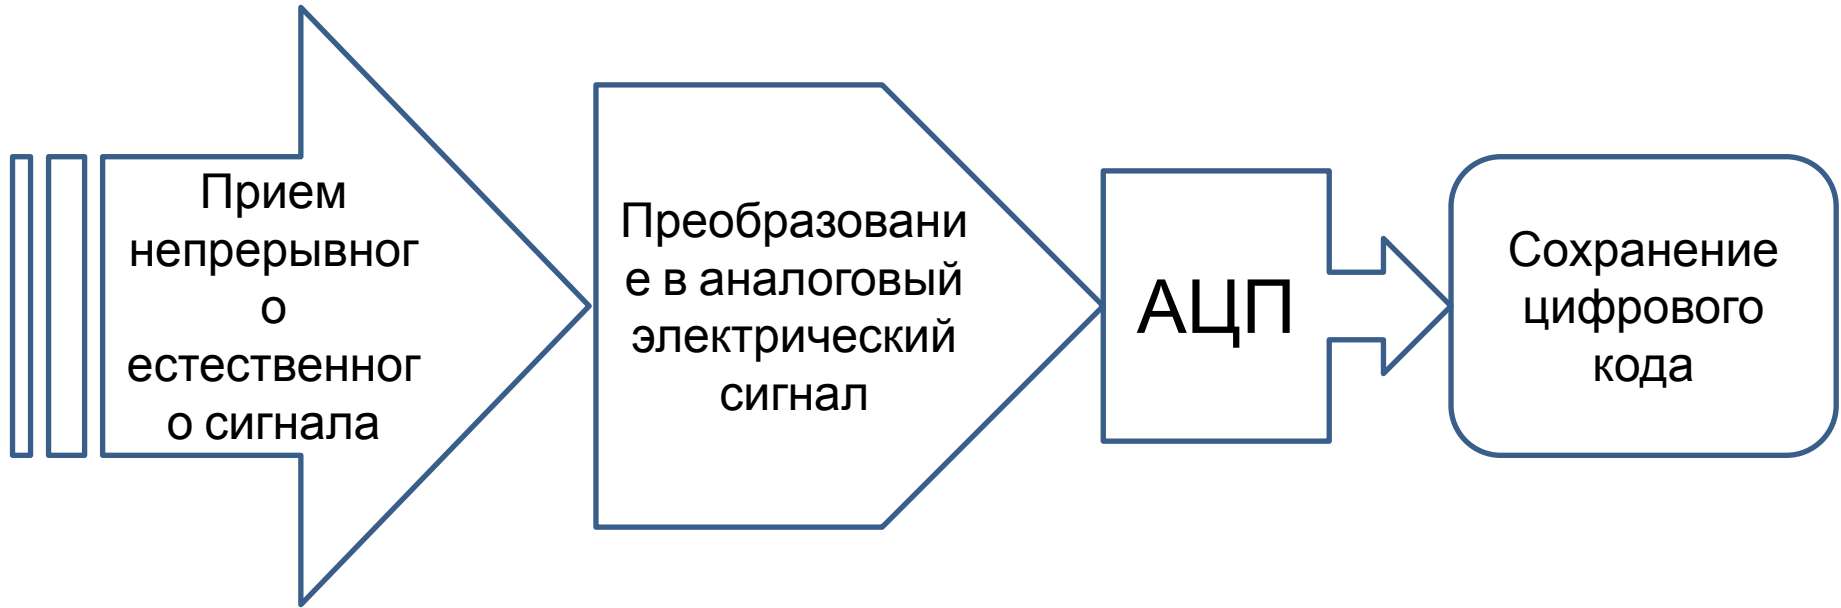 Прием
непрерывног
о
естественног
о сигнала
Преобразовани
е в аналоговый
электрический
сигнал
АЦП
Сохранение
цифрового
кода